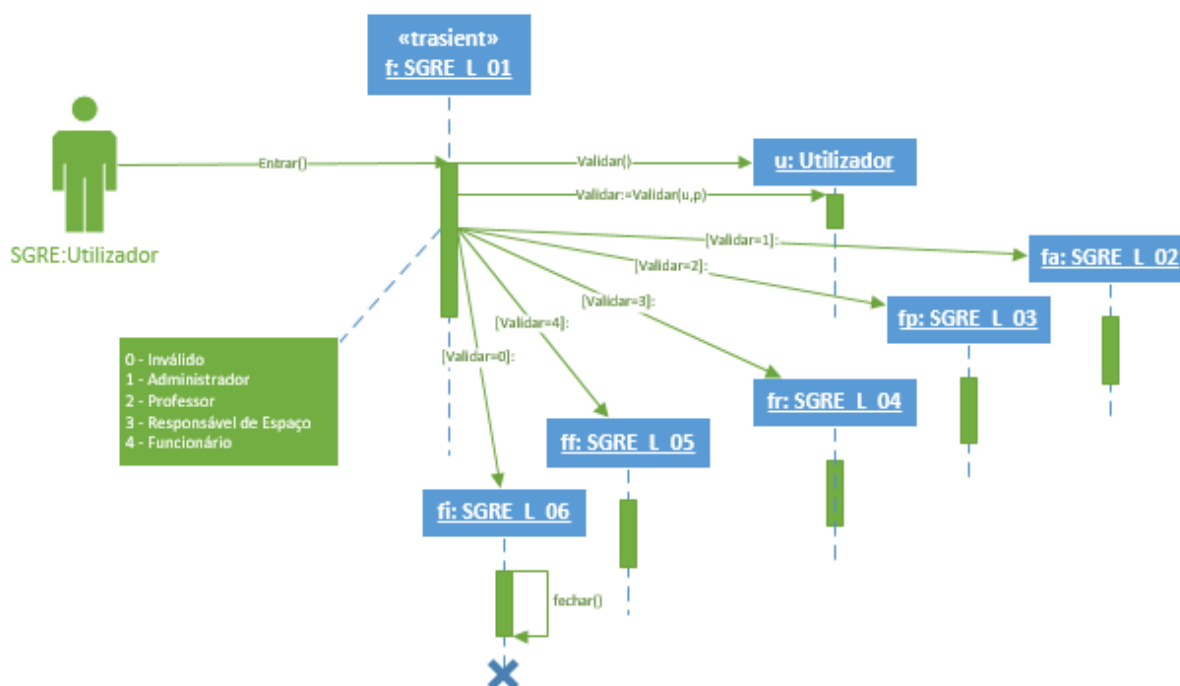 «trasient»
f: SGRE_L_01
Entrar()
Validar()
u: Utilizador
Validar:=Validar(u,p)
SGRE:Utilizador
[Validar=1]:
fa: SGRE_L_02
[Validar=2]:
fp: SGRE_L_03
[Validar=3]:
[Validar=4]:
[Validar=0]:
0 - Inválido
1 - Administrador
2 - Professor
3 - Responsável de Espaço
4 - Funcionário
fr: SGRE_L_04
ff: SGRE_L_05
fi: SGRE_L_06
fechar()